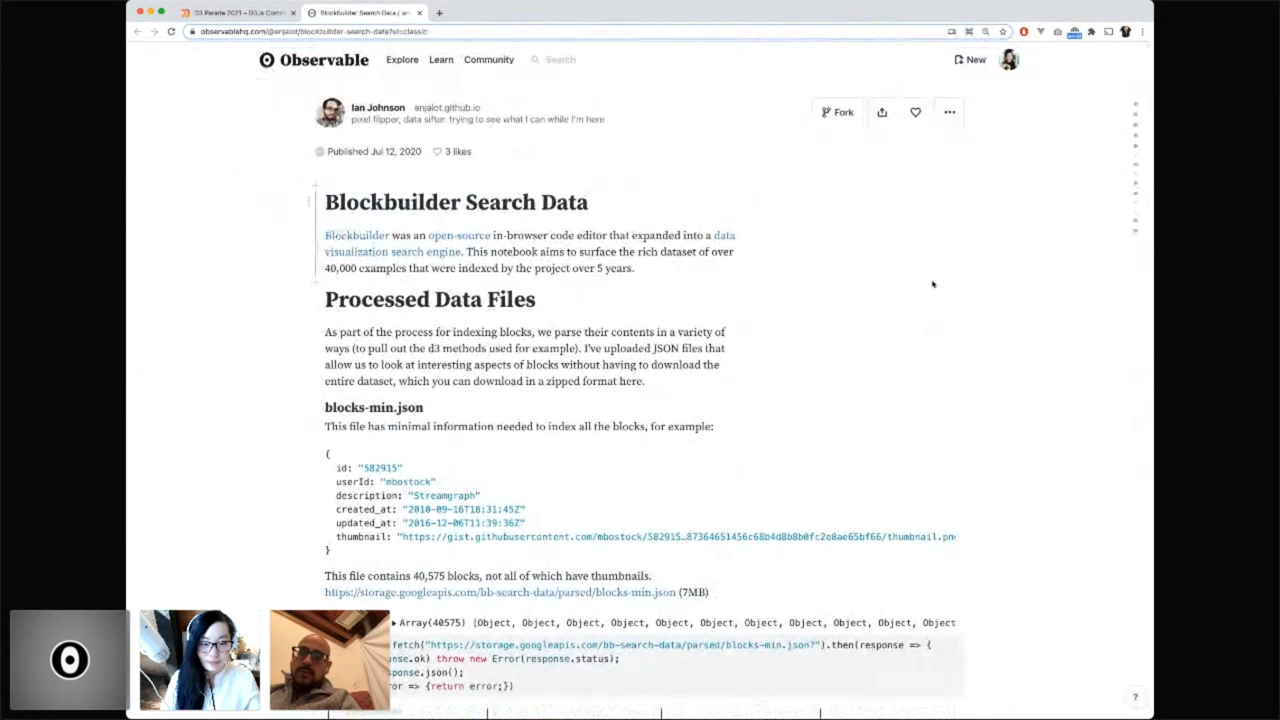 D3 Parade 2021 – D3.js Comm
Blockbuilder Search Data /
observablehq.com/@enjalot/blockbuilder-search-data?ui=classic
Observable Explore Learn Community Search New
Ian Johnson enjalot.github.io
pixel flipper, data sifter. trying to see what I can while I'm here
Fork
Published Jul 12, 2020 3 likes
Blockbuilder Search Data
Blockbuilder was an open-source in-browser code editor that expanded into a data
visualization search engine. This notebook aims to surface the rich dataset of over
40,000 examples that were indexed by the project over 5 years.
Processed Data Files
As part of the process for indexing blocks, we parse their contents in a variety of
ways (to pull out the d3 methods used for example). I've uploaded JSON files that
allow us to look at interesting aspects of blocks without having to download the
entire dataset, which you can download in a zipped format here.
blocks-min.json
This file has minimal information needed to index all the blocks, for example:
{
id: "582915"
userId: "mbostock"
description: "Streamgraph"
created_at: "2010-09-16T18:31:45Z"
updated_at: "2016-12-06T11:39:36Z"
thumbnail: "https://gist.githubusercontent.com/mbostock/582915…87364651456c68b4d8b8b0fc2e8ae65bf66/thumbnail.pn
}
This file contains 40,575 blocks, not all of which have thumbnails.
https://storage.googleapis.com/bb-search-data/parsed/blocks-min.json (7MB)
Array(40575) [Object, Object, Object, Object, Object, Object, Object, Object, Object, Object, Object
fetch("https://storage.googleapis.com/bb-search-data/parsed/blocks-min.json?").then(response => {
nse.ok) throw new Error(response.status);
ponse.json();
or => {return error;})
?